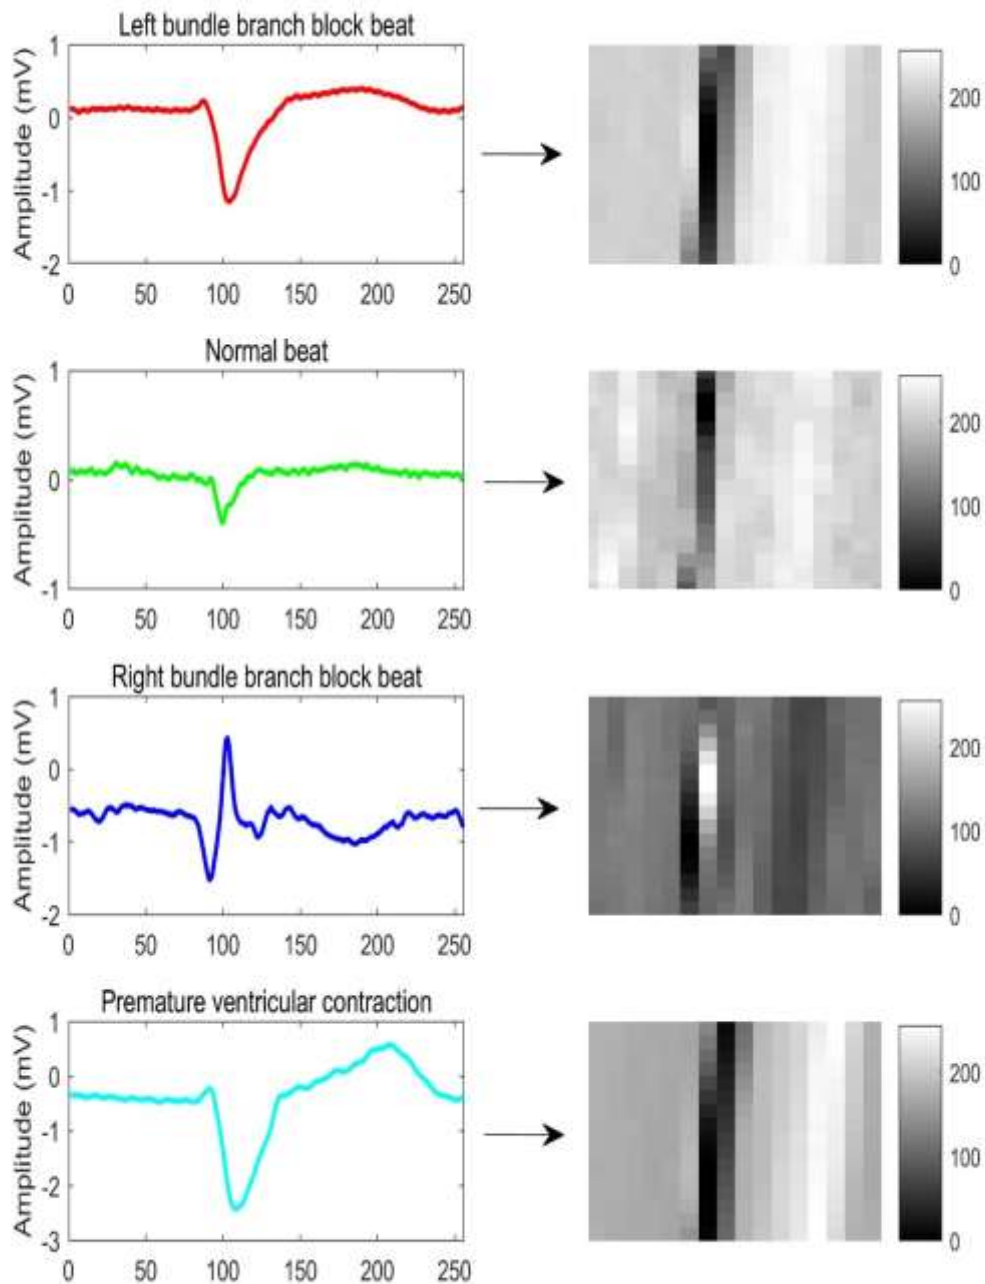 Left bundle branch block beat
Amplitude (mV)
1
0
-1
-2
0 50 100 150 200 250
200
100
0
Normal beat
Amplitude (mV)
1
0
-1
0 50 100 150 200 250
200
100
0
Right bundle branch block beat
Amplitude (mV)
1
0
-1
-2
0 50 100 150 200 250
200
100
0
Premature ventricular contraction
Amplitude (mV)
1
0
-1
-2
-3
0 50 100 150 200 250
200
100
0